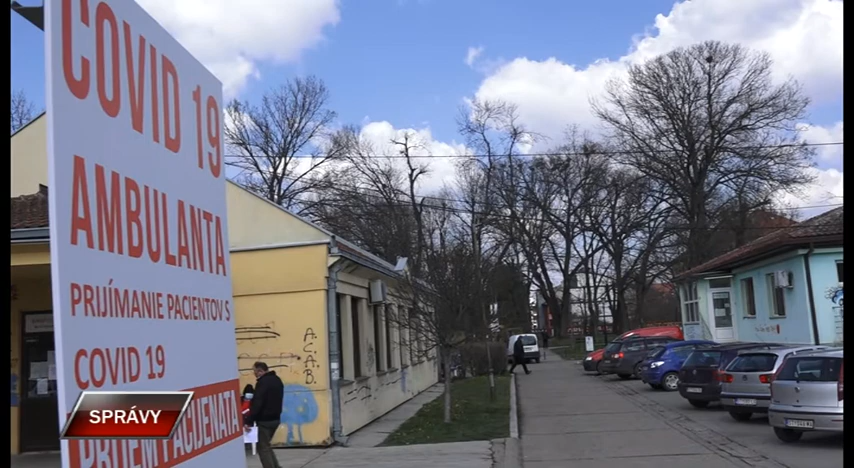 COVID 19
AMBULANTA
PRIJÍMANIE PACIENTOV S
COVID 19
PRIJEM PACIJENATA
SPRÁVY
A.
C.
A.
B.